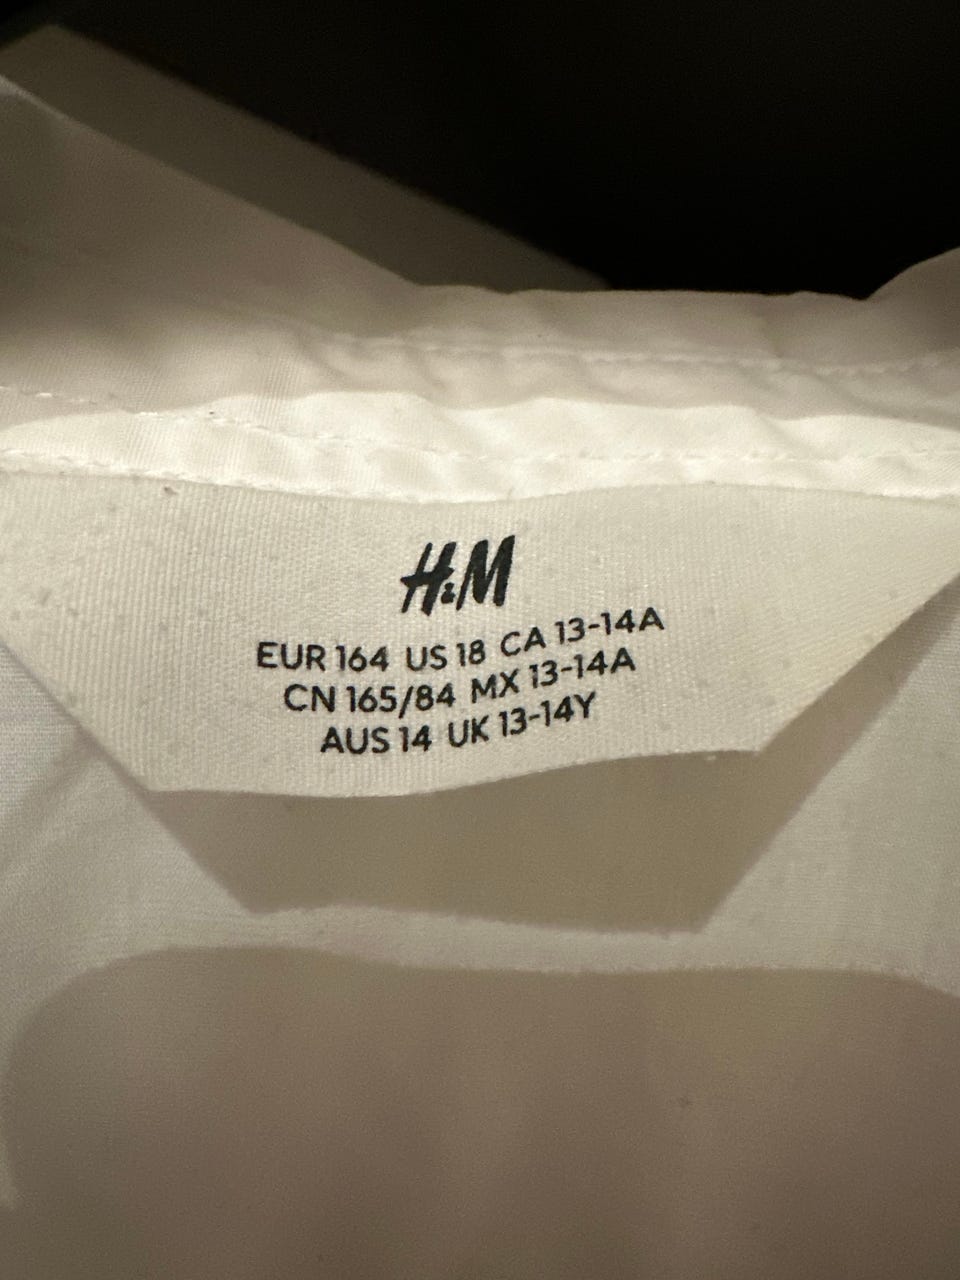 H&M
EUR 164 US 18 CA 13-14A
CN 165/84 MX 13-14A
AUS 14 UK 13-14Y